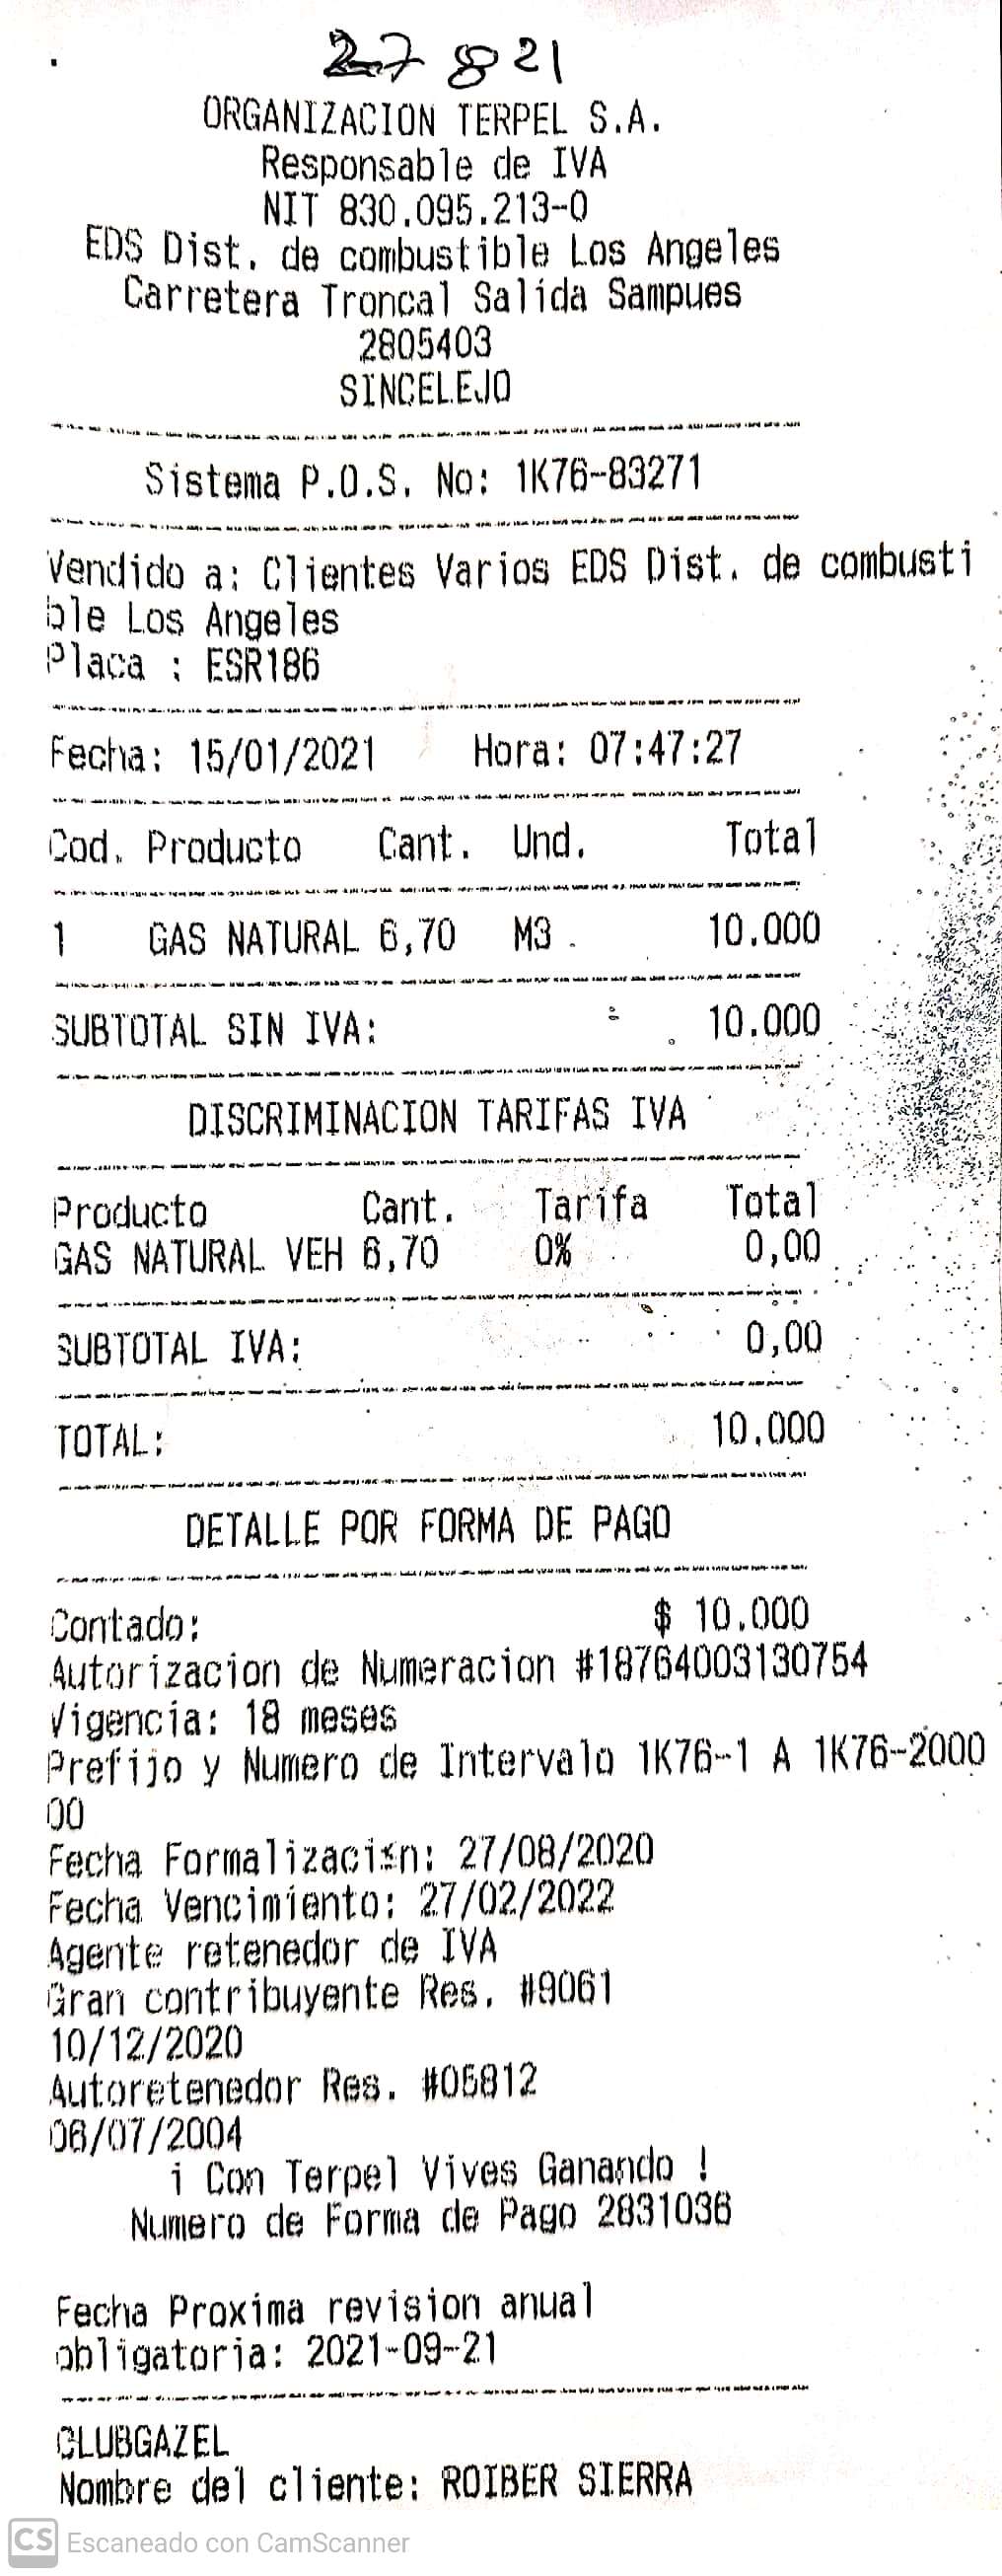 27 8 21
ORGANIZACION TERPEL S.A.
Responsable de IVA
NIT 830.095.213-0
EDS Dist. de combustible Los Angeles
Carretera Troncal Salida Sampues
2805403
SINCELEJO
Sistema P.O.S. No: 1K76-83271
Vendido a: Clientes Varios EDS Dist. de combusti
ble Los Angeles
Placa : ESR186
Fecha: 15/01/2021 Hora: 07:47:27
Cod. Producto Cant. Und. Total
1 GAS NATURAL 6,70 M3 10.000
SUBTOTAL SIN IVA: 10.000
DISCRIMINACION TARIFAS IVA
Producto Cant. Tarifa Total
GAS NATURAL VEH 6,70 0% 0,00
SUBTOTAL IVA: 0,00
TOTAL: 10.000
DETALLE POR FORMA DE PAGO
Contado: $ 10.000
Autorizacion de Numeracion #18764003130754
Vigencia: 18 meses
Prefijo y Numero de Intervalo 1K76-1 A 1K76-2000
00
Fecha Formalizaci±n: 27/08/2020
Fecha Vencimiento: 27/02/2022
Agente retenedor de IVA
Gran contribuyente Res. #9061
10/12/2020
Autoretenedor Res. #05812
06/07/2004
¡ Con Terpel Vives Ganando !
Numero de Forma de Pago 2831036
Fecha Proxima revision anual
obligatoria: 2021-09-21
CLUBGAZEL
Nombre del cliente: ROIBER SIERRA
CS Escaneado con CamScanner